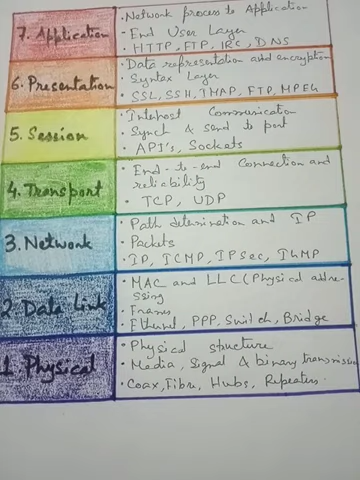 7. Application
• Network process to Application
• End User Layer
• HTTP, FTP, IRC, DNS
6. Presentation
• Data representation and encryption
• Syntax Layer
• SSL, SSH, IMAP, FTP, MPEG
5. Session
• Interhost Communication
• Synch & send to port
• API's, Sockets
4. Transport
• End-to-end Connection and
reliability
• TCP, UDP
3. Network
• Path determination and IP
• Packets
• IP, ICMP, IPSec, IGMP
2. Data Link
• MAC and LLC (Physical addre-
ssing
• Frames
• Ethernet, PPP, Switch, Bridge
1. Physical
• Physical structure
• Media, Signal & binary transmission
• Coax, Fibre, Hubs, Repeaters.